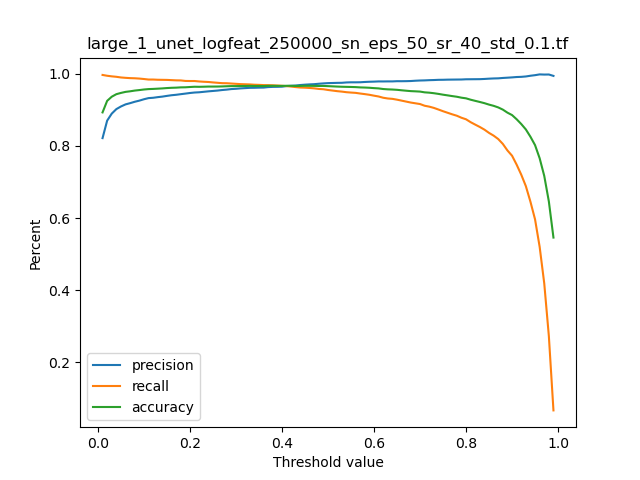 large_1_unet_logfeat_250000_sn_eps_50_sr_40_std_0.1.tf
1.0
0.8
0.6
0.4
0.2
Percent
precision
recall
accuracy
0.0 0.2 0.4 0.6 0.8 1.0
Threshold value